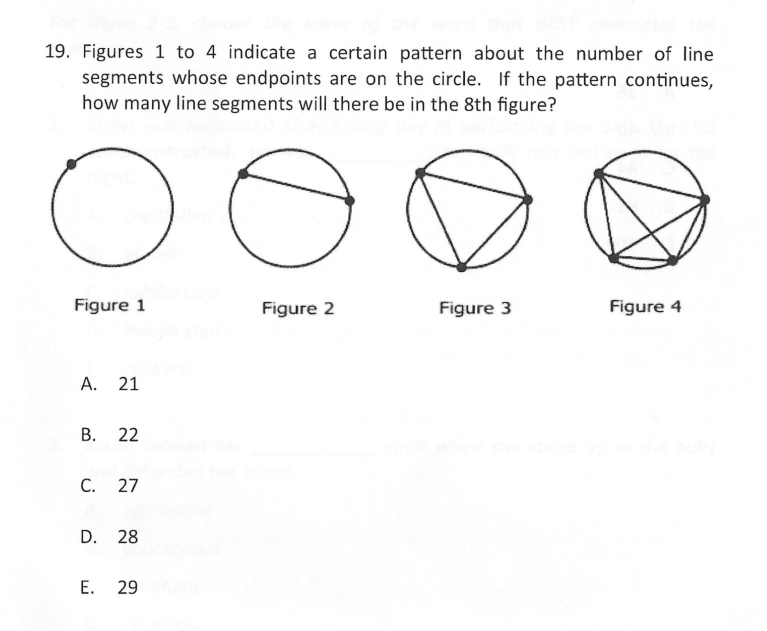 19. Figures 1 to 4 indicate a certain pattern about the number of line
segments whose endpoints are on the circle. If the pattern continues,
how many line segments will there be in the 8th figure?
Figure 1
Figure 2
Figure 3
Figure 4
A. 21
B. 22
C. 27
D. 28
E. 29